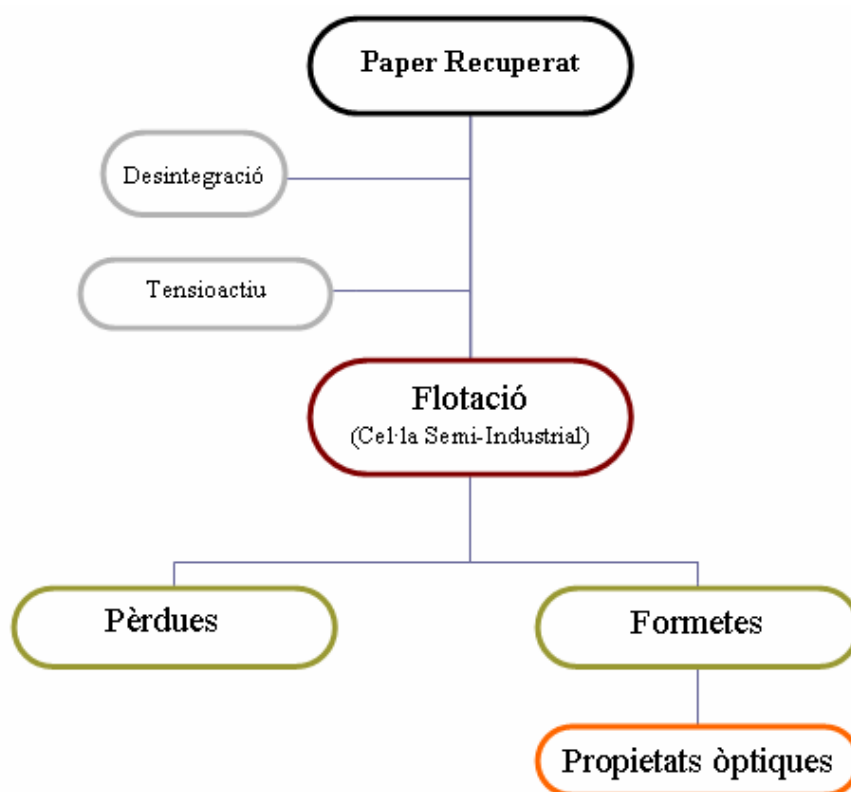 Paper Recuperat
Desintegració
Tensioactiu
Flotació
(Cel·la Semi-Industrial)
Pèrdues
Formetes
Propietats òptiques